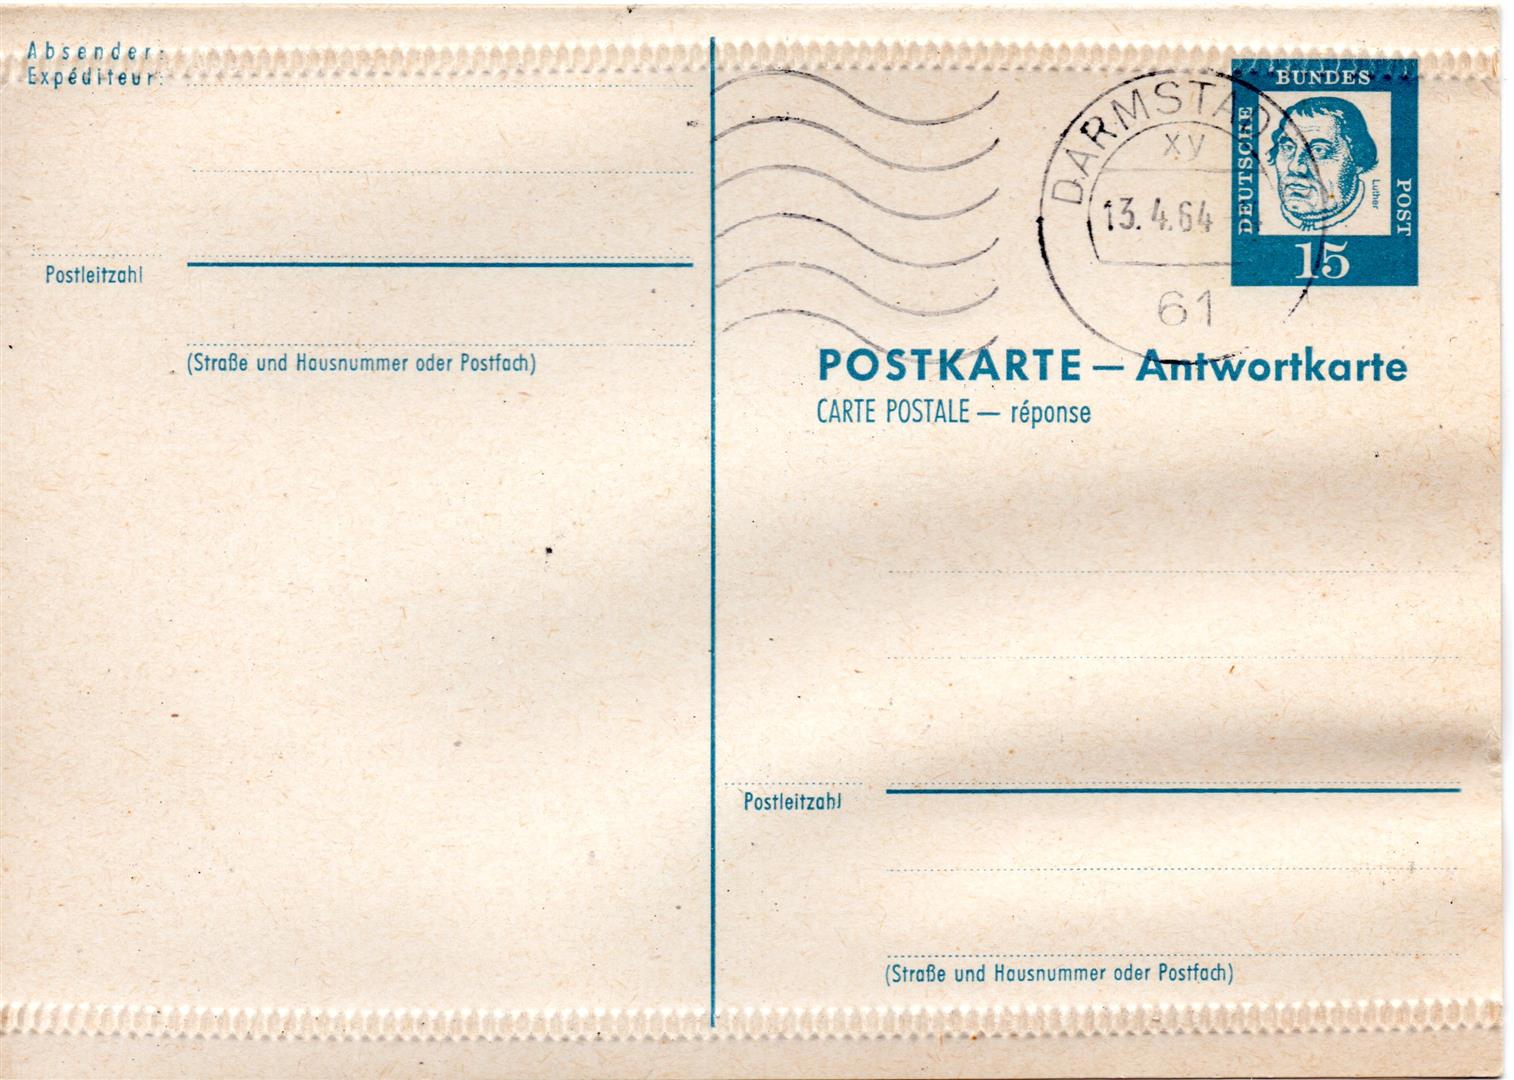 Absender:
Expéditeur:
Postleitzahl
(Straße und Hausnummer oder Postfach)
DEUTSCHE
BUNDES
POST
Luther
15
DARMSTAD
xy
13.4.64
61
POSTKARTE — Antwortkarte
CARTE POSTALE — réponse
Postleitzahl
(Straße und Hausnummer oder Postfach)